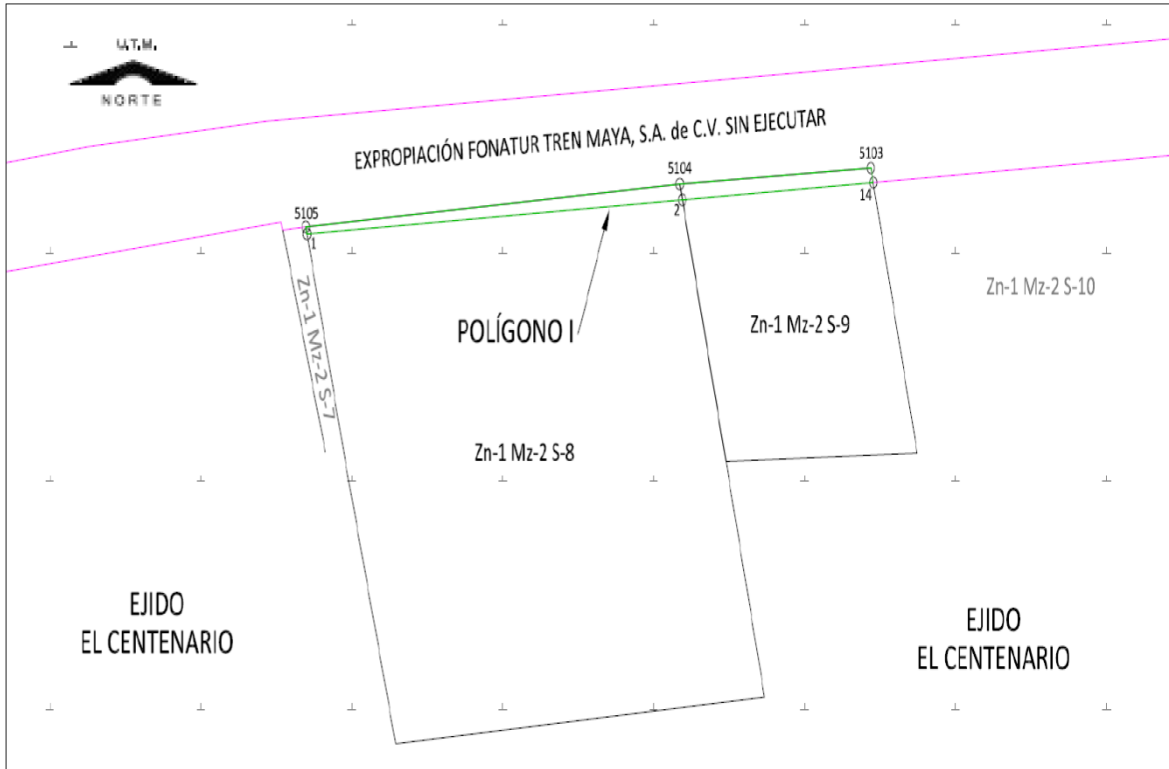 U.T.M.
NORTE
EXPROPIACIÓN FONATUR TREN MAYA, S.A. de C.V. SIN EJECUTAR
5103
5104
5105
14
2
1
Zn-1 Mz-2 S-7
POLÍGONO I
Zn-1 Mz-2 S-9
Zn-1 Mz-2 S-10
Zn-1 Mz-2 S-8
EJIDO
EL CENTENARIO
EJIDO
EL CENTENARIO